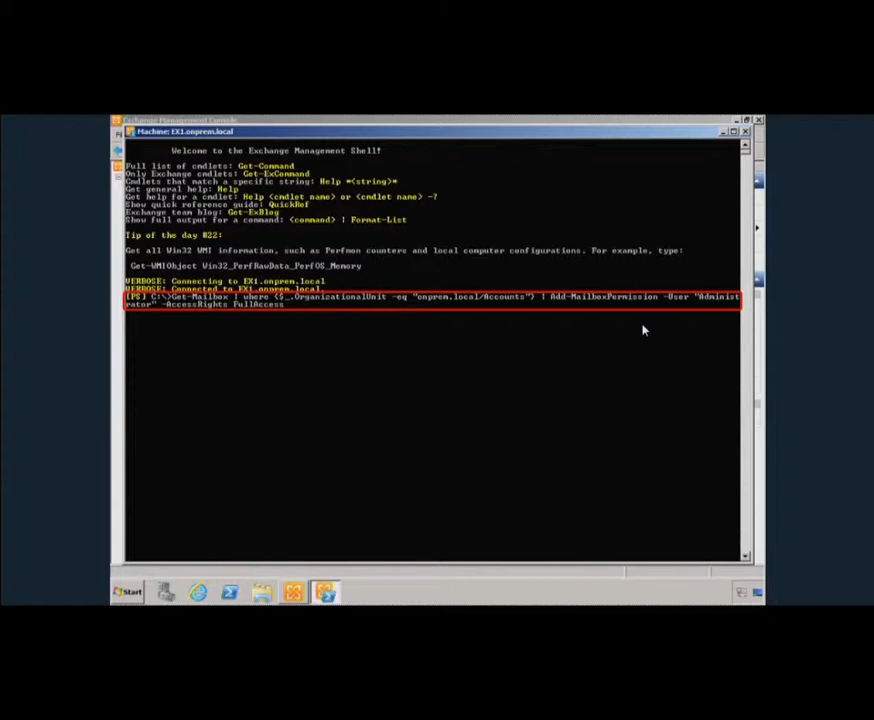 Exchange Management Console
Machine: EX1.onprem.local
Fil
Welcome to the Exchange Management Shell!
Full list of cmdlets: Get-Command
Only Exchange cmdlets: Get-ExCommand
Cmdlets that match a specific string: Help *<string>*
Get general help: Help
Get help for a cmdlet: Help <cmdlet name> or <cmdlet name> -?
Show quick reference guide: QuickRef
Exchange team blog: Get-ExBlog
Show full output for a command: <command> | Format-List
Tip of the day #22:
Get all Win32 WMI information, such as Perfmon counters and local computer configurations. For example, type:
Get-WMIObject Win32_PerfRawData_PerfOS_Memory
VERBOSE: Connecting to EX1.onprem.local
VERBOSE: Connected to EX1.onprem.local.
[PS] C:\>Get-Mailbox | where {$_.OrganizationalUnit -eq "onprem.local/Accounts"} | Add-MailboxPermission -User "Administ
rator" -AccessRights FullAccess
Start